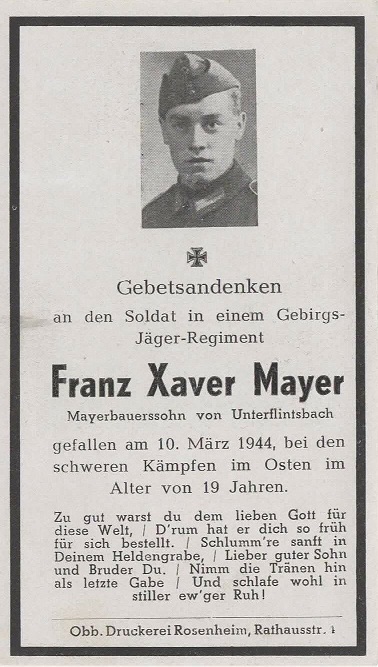 Gebetsandenken
an den Soldat in einem Gebirgs-
Jäger-Regiment
Franz Xaver Mayer
Mayerbauerssohn von Unterflintsbach
gefallen am 10. März 1944, bei den
schweren Kämpfen im Osten im
Alter von 19 Jahren.
Zu gut warst du dem lieben Gott für
diese Welt, / D'rum hat er dich so früh
für sich bestellt. / Schlumm're sanft in
Deinem Heldengrabe, / Lieber guter Sohn
und Bruder Du. / Nimm die Tränen hin
als letzte Gabe / Und schlafe wohl in
stiller ew'ger Ruh!
Obb. Druckerei Rosenheim, Rathausstr. 1